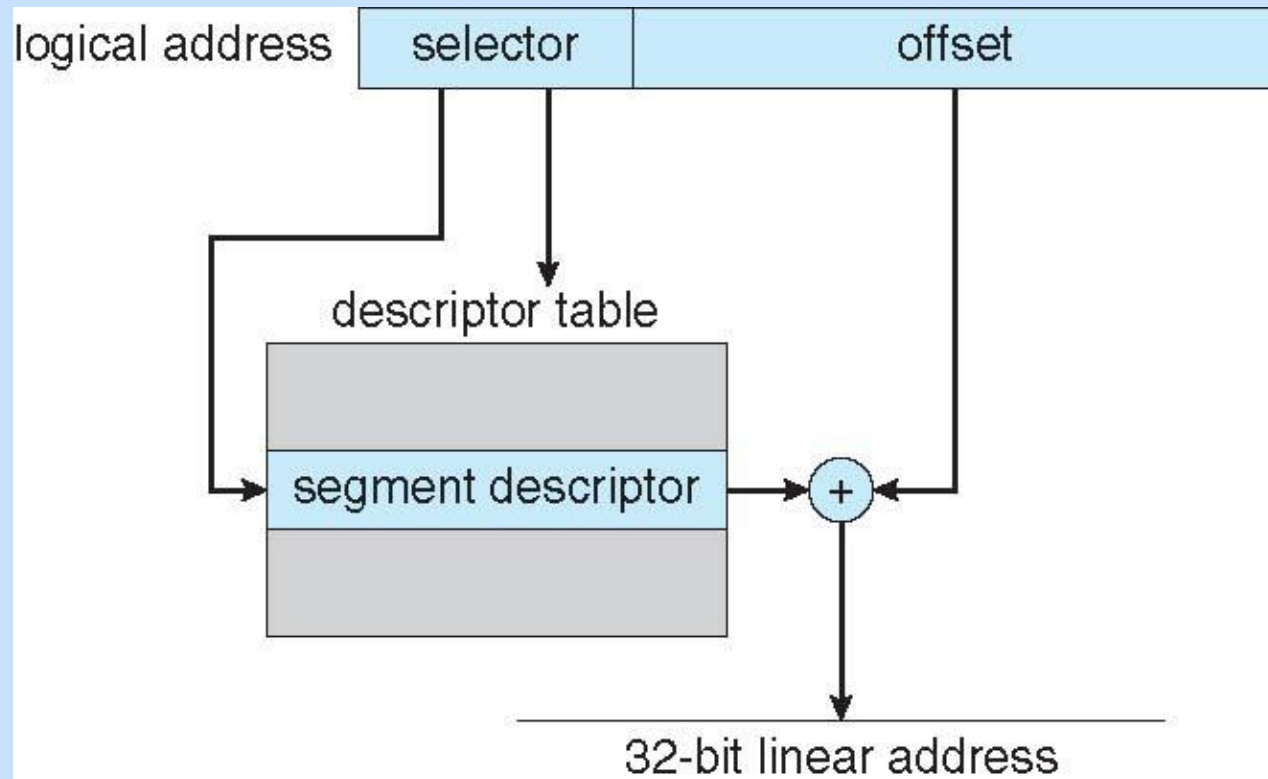 logical address selector offset
descriptor table
segment descriptor +
32-bit linear address